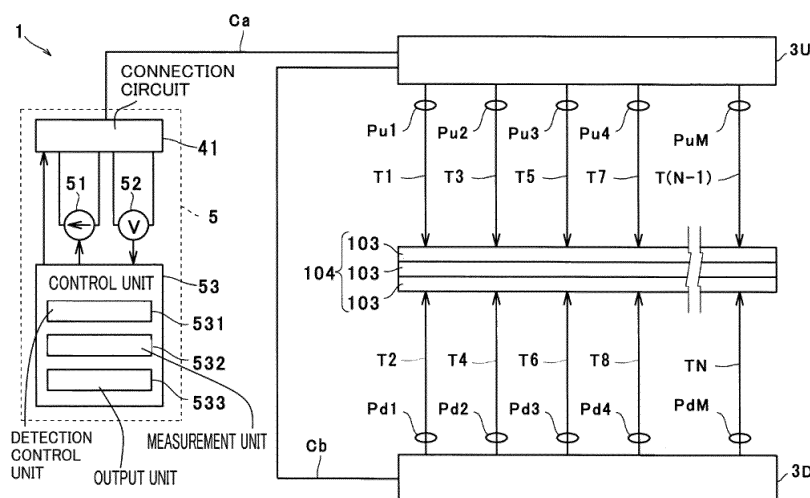 1
Ca
3U
CONNECTION
CIRCUIT
41
Pu1
Pu2
Pu3
Pu4
PuM
51
52
V
5
T1
T3
T5
T7
T(N-1)
CONTROL UNIT
53
104
103
103
103
531
532
533
T2
T4
T6
T8
TN
DETECTION
CONTROL
UNIT
MEASUREMENT UNIT
OUTPUT UNIT
Pd1
Pd2
Pd3
Pd4
PdM
Cb
3D